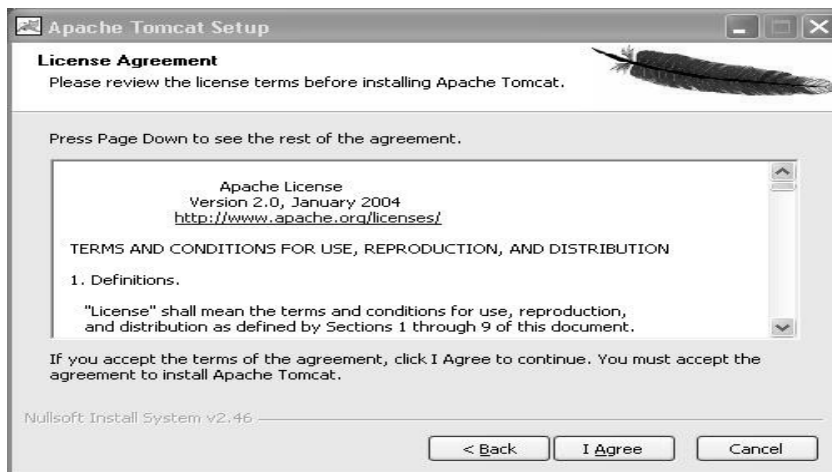 Apache Tomcat Setup
License Agreement
Please review the license terms before installing Apache Tomcat.
Press Page Down to see the rest of the agreement.
Apache License
Version 2.0, January 2004
http://www.apache.org/licenses/
TERMS AND CONDITIONS FOR USE, REPRODUCTION, AND DISTRIBUTION
1. Definitions.
"License" shall mean the terms and conditions for use, reproduction,
and distribution as defined by Sections 1 through 9 of this document.
If you accept the terms of the agreement, click I Agree to continue. You must accept the
agreement to install Apache Tomcat.
Nullsoft Install System v2.46
< Back I Agree Cancel